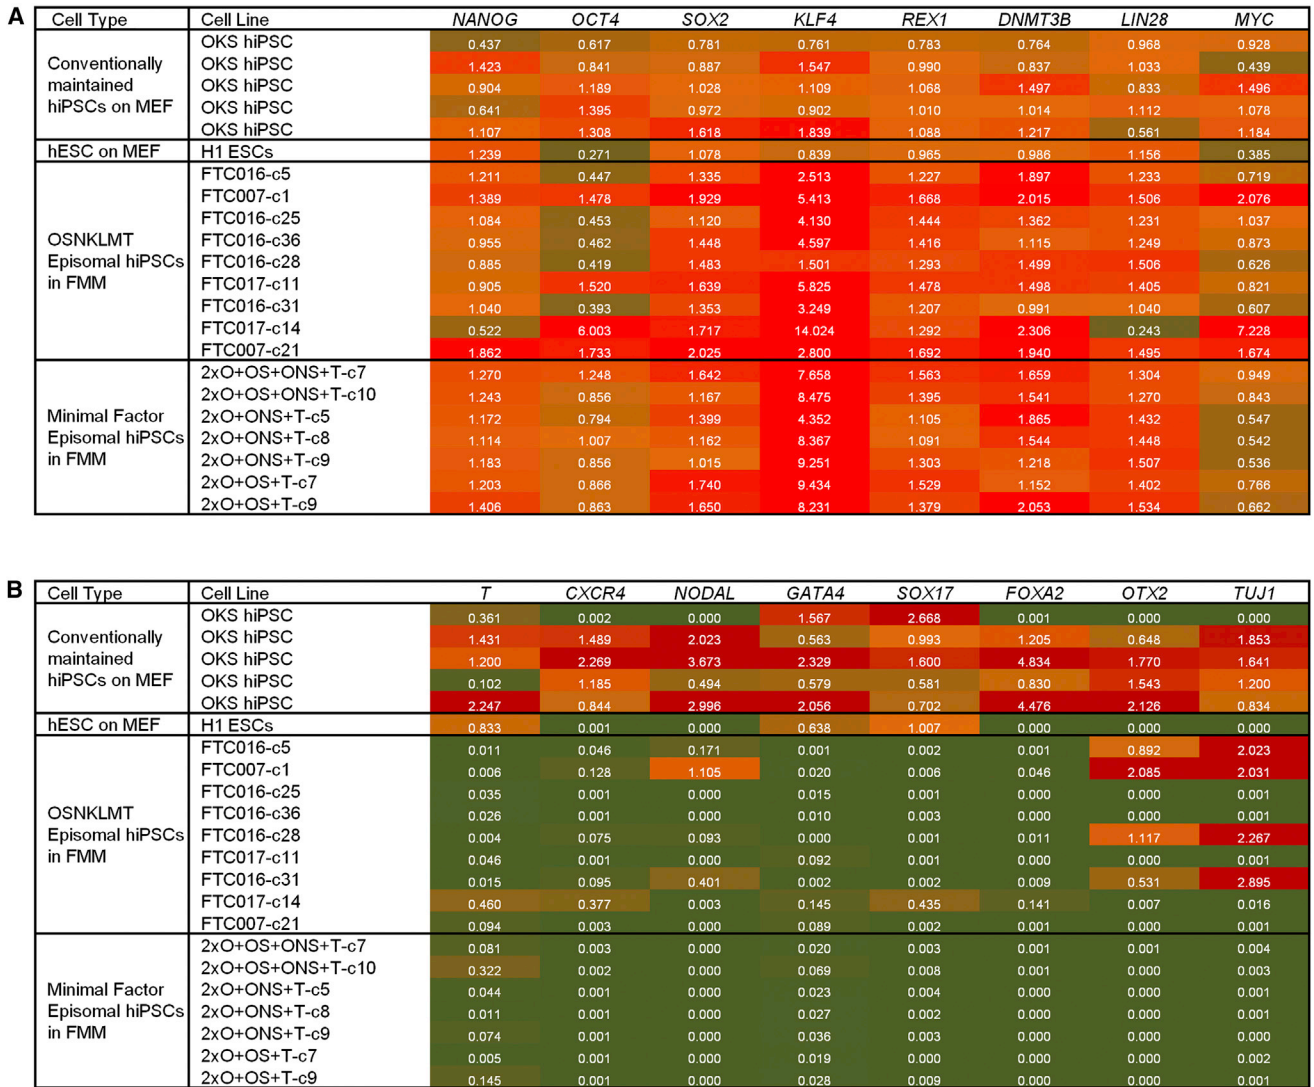 A
Cell Type Cell Line NANOG OCT4 SOX2 KLF4 REX1 DNMT3B LIN28 MYC
Conventionally maintained hiPSCs on MEF
OKS hiPSC 0.437 0.617 0.781 0.761 0.783 0.764 0.968 0.928
OKS hiPSC 1.423 0.841 0.887 1.547 0.990 0.837 1.033 0.439
OKS hiPSC 0.904 1.189 1.028 1.109 1.068 1.497 0.833 1.496
OKS hiPSC 0.641 1.395 0.972 0.902 1.010 1.014 1.112 1.078
OKS hiPSC 1.107 1.308 1.618 1.839 1.088 1.217 0.561 1.184
hESC on MEF H1 ESCs 1.239 0.271 1.078 0.839 0.965 0.986 1.156 0.385
OSNKLMT Episomal hiPSCs in FMM
FTC016-c5 1.211 0.447 1.335 2.513 1.227 1.897 1.233 0.719
FTC007-c1 1.389 1.478 1.929 5.413 1.668 2.015 1.506 2.076
FTC016-c25 1.084 0.453 1.120 4.130 1.444 1.362 1.231 1.037
FTC016-c36 0.955 0.462 1.448 4.597 1.416 1.115 1.249 0.873
FTC016-c28 0.885 0.419 1.483 1.501 1.293 1.499 1.506 0.626
FTC017-c11 0.905 1.520 1.639 5.825 1.478 1.498 1.405 0.821
FTC016-c31 1.040 0.393 1.353 3.249 1.207 0.991 1.040 0.607
FTC017-c14 0.522 6.003 1.717 14.024 1.292 2.306 0.243 7.228
FTC007-c21 1.862 1.733 2.025 2.800 1.692 1.940 1.495 1.674
Minimal Factor Episomal hiPSCs in FMM
2xO+OS+ONS+T-c7 1.270 1.248 1.642 7.658 1.563 1.659 1.304 0.949
2xO+OS+ONS+T-c10 1.243 0.856 1.167 8.475 1.395 1.541 1.270 0.843
2xO+ONS+T-c5 1.172 0.794 1.399 4.352 1.105 1.865 1.432 0.547
2xO+ONS+T-c8 1.114 1.007 1.162 8.367 1.091 1.544 1.448 0.542
2xO+ONS+T-c9 1.183 0.856 1.015 9.251 1.303 1.218 1.507 0.536
2xO+OS+T-c7 1.203 0.866 1.740 9.434 1.529 1.152 1.402 0.766
2xO+OS+T-c9 1.406 0.863 1.650 8.231 1.379 2.053 1.534 0.662
B
Cell Type Cell Line T CXCR4 NODAL GATA4 SOX17 FOXA2 OTX2 TUJ1
Conventionally maintained hiPSCs on MEF
OKS hiPSC 0.361 0.002 0.000 1.567 2.668 0.001 0.000 0.000
OKS hiPSC 1.431 1.489 2.023 0.563 0.993 1.205 0.648 1.853
OKS hiPSC 1.200 2.269 3.673 2.329 1.600 4.834 1.770 1.641
OKS hiPSC 0.102 1.185 0.494 0.579 0.581 0.830 1.543 1.200
OKS hiPSC 2.247 0.844 2.996 2.056 0.702 4.476 2.126 0.834
hESC on MEF H1 ESCs 0.833 0.001 0.000 0.638 1.007 0.000 0.000 0.000
OSNKLMT Episomal hiPSCs in FMM
FTC016-c5 0.011 0.046 0.171 0.001 0.002 0.001 0.892 2.023
FTC007-c1 0.006 0.128 1.105 0.020 0.006 0.046 2.085 2.031
FTC016-c25 0.035 0.001 0.000 0.015 0.001 0.000 0.000 0.001
FTC016-c36 0.026 0.001 0.000 0.010 0.003 0.000 0.000 0.001
FTC016-c28 0.004 0.075 0.093 0.000 0.001 0.011 1.117 2.267
FTC017-c11 0.046 0.001 0.000 0.092 0.001 0.000 0.000 0.001
FTC016-c31 0.015 0.095 0.401 0.002 0.002 0.009 0.531 2.895
FTC017-c14 0.460 0.377 0.003 0.145 0.435 0.141 0.007 0.016
FTC007-c21 0.094 0.003 0.000 0.089 0.002 0.001 0.000 0.001
Minimal Factor Episomal hiPSCs in FMM
2xO+OS+ONS+T-c7 0.081 0.003 0.000 0.020 0.003 0.001 0.001 0.004
2xO+OS+ONS+T-c10 0.322 0.002 0.000 0.069 0.008 0.001 0.000 0.003
2xO+ONS+T-c5 0.044 0.001 0.000 0.023 0.004 0.000 0.000 0.001
2xO+ONS+T-c8 0.011 0.001 0.000 0.027 0.002 0.000 0.000 0.001
2xO+ONS+T-c9 0.074 0.001 0.000 0.036 0.003 0.000 0.000 0.001
2xO+OS+T-c7 0.005 0.001 0.000 0.019 0.000 0.000 0.000 0.002
2xO+OS+T-c9 0.145 0.001 0.000 0.028 0.009 0.000 0.000 0.001